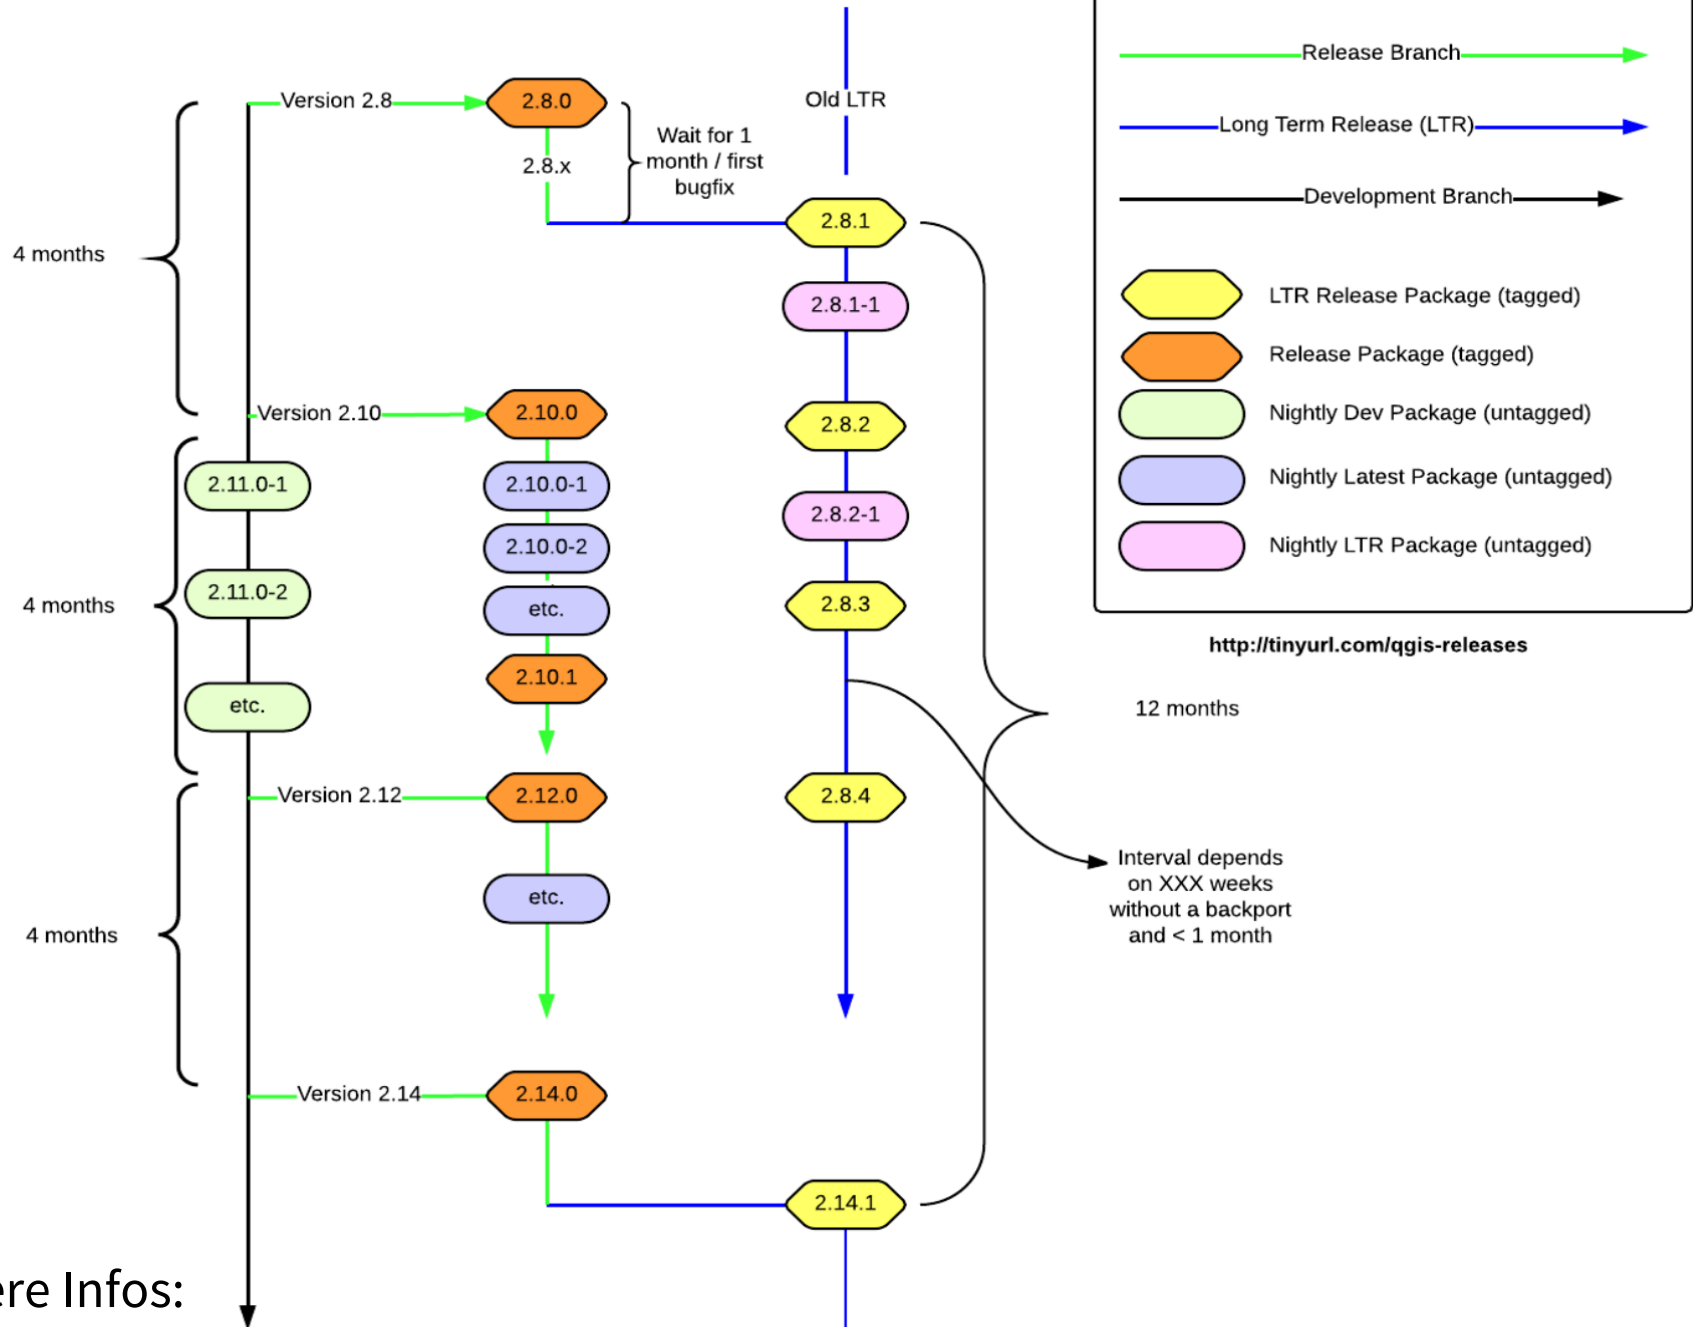 Release Branch
Version 2.8
2.8.0
Old LTR
Long Term Release (LTR)
Wait for 1
month / first
bugfix
2.8.x
Development Branch
2.8.1
4 months
2.8.1-1
LTR Release Package (tagged)
Release Package (tagged)
Version 2.10
2.10.0
2.8.2
Nightly Dev Package (untagged)
2.11.0-1
2.10.0-1
2.8.2-1
Nightly Latest Package (untagged)
2.10.0-2
Nightly LTR Package (untagged)
4 months
2.11.0-2
etc.
2.8.3
http://tinyurl.com/qgis-releases
2.10.1
etc.
12 months
Version 2.12
2.12.0
2.8.4
Interval depends
on XXX weeks
without a backport
and < 1 month
etc.
4 months
Version 2.14
2.14.0
2.14.1
ere Infos: